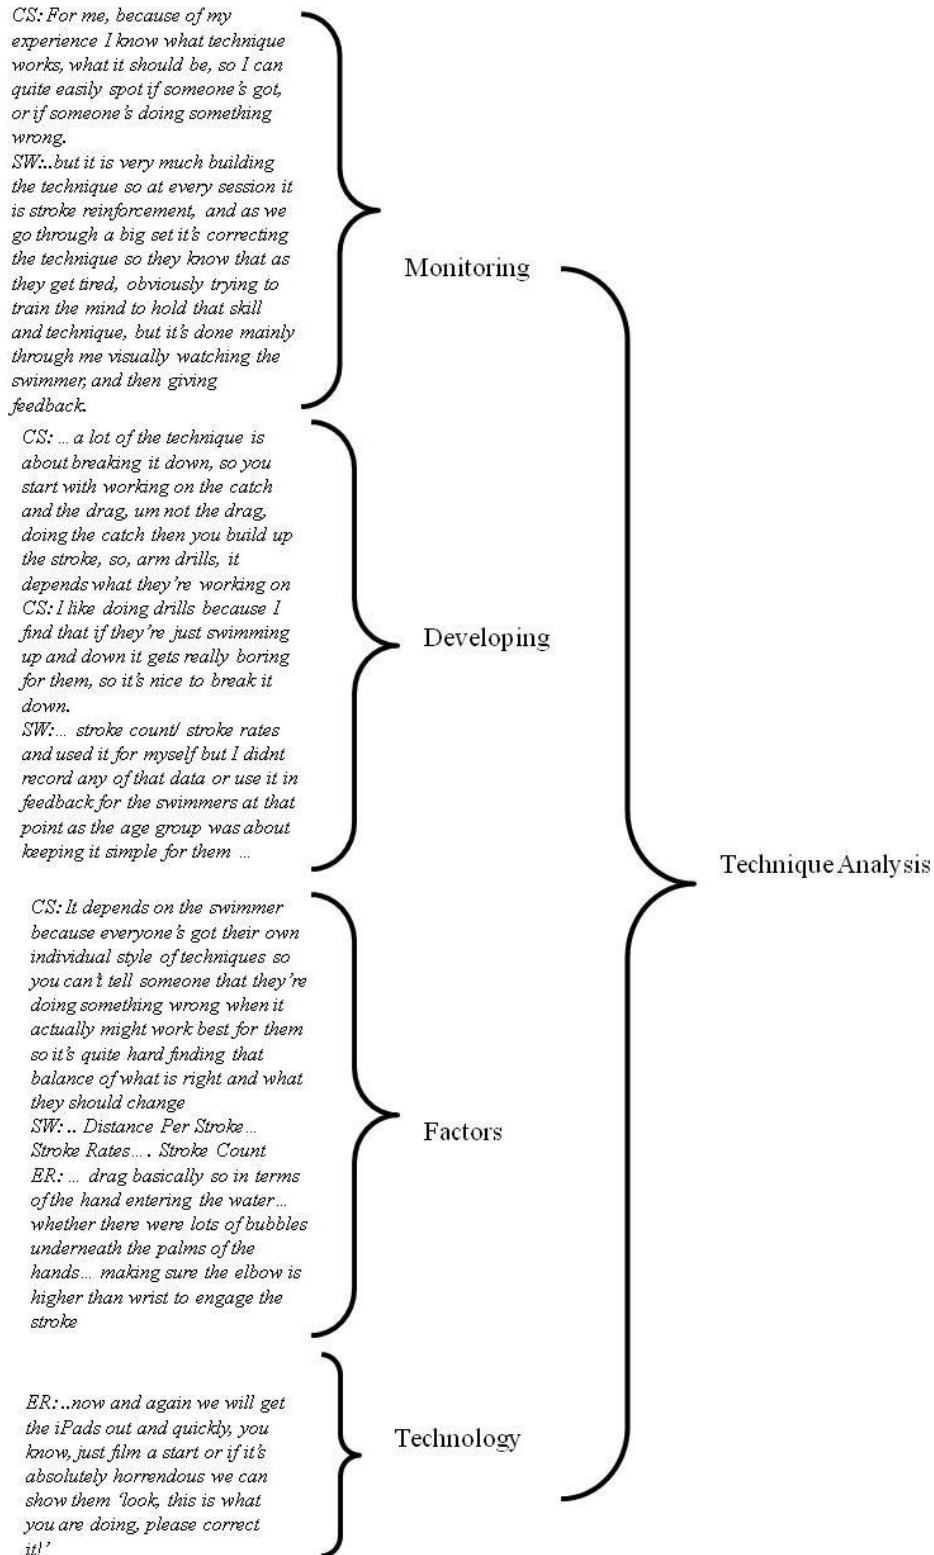 CS: For me, because of my
experience I know what technique
works, what it should be, so I can
quite easily spot if someone's got,
or if someone's doing something
wrong.
SW:..but it is very much building
the technique so at every session it
is stroke reinforcement, and as we
go through a big set it's correcting
the technique so they know that as
they get tired, obviously trying to
train the mind to hold that skill
and technique, but it's done mainly
through me visually watching the
swimmer, and then giving
feedback.
Monitoring
CS: ... a lot of the technique is
about breaking it down, so you
start with working on the catch
and the drag, um not the drag,
doing the catch then you build up
the stroke, so, arm drills, it
depends what they're working on
CS: I like doing drills because I
find that if they're just swimming
up and down it gets really boring
for them, so it's nice to break it
down.
SW:... stroke count/ stroke rates
and used it for myself but I didnt
record any of that data or use it in
feedback for the swimmers at that
point as the age group was about
keeping it simple for them ...
Developing
CS: It depends on the swimmer
because everyone's got their own
individual style of techniques so
you can't tell someone that they're
doing something wrong when it
actually might work best for them
so it's quite hard finding that
balance of what is right and what
they should change
SW: .. Distance Per Stroke...
Stroke Rates.... Stroke Count
ER: ... drag basically so in terms
of the hand entering the water...
whether there were lots of bubbles
underneath the palms of the
hands... making sure the elbow is
higher than wrist to engage the
stroke
Factors
ER: ..now and again we will get
the iPads out and quickly, you
know, just film a start or if it's
absolutely horrendous we can
show them 'look, this is what
you are doing, please correct
it!'
Technology
Technique Analysis